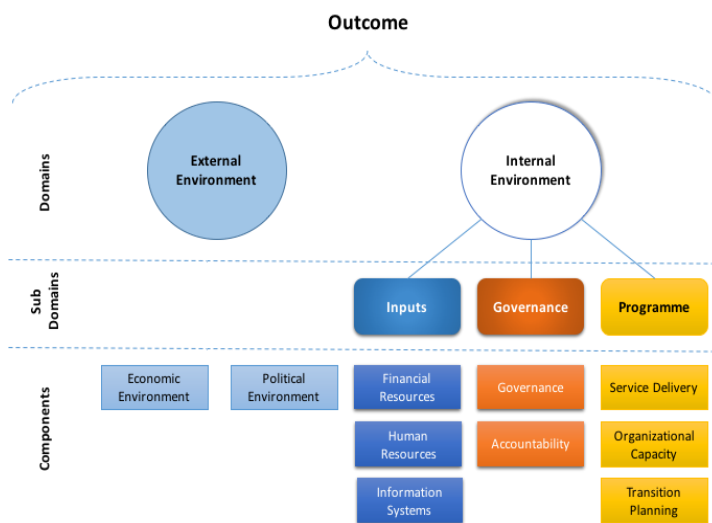 Outcome
Domains
External
Environment
Internal
Environment
Sub
Domains
Inputs
Governance
Programme
Components
Economic
Environment
Political
Environment
Financial
Resources
Governance
Service Delivery
Human
Resources
Accountability
Organizational
Capacity
Information
Systems
Transition
Planning